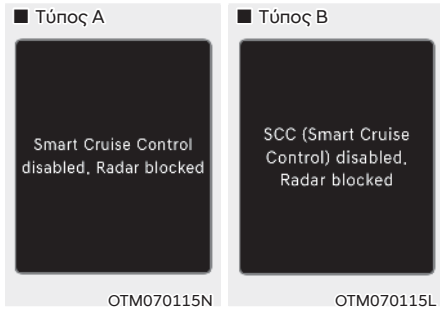 ■ Τύπος A
Smart Cruise Control
disabled, Radar blocked
OTM070115N
■ Τύπος B
SCC (Smart Cruise
Control) disabled,
Radar blocked
OTM070115L